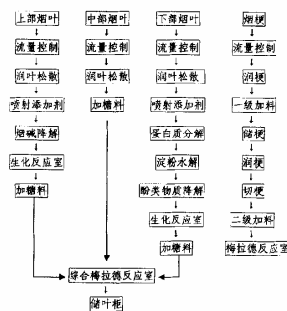 上部烟叶
流量控制
润叶松散
喷射添加剂
烟碱降解
生化反应室
加糖料
中部烟叶
流量控制
润叶松散
加糖料
下部烟叶
流量控制
润叶松散
喷射添加剂
蛋白质分解
淀粉水解
酚类物质降解
生化反应室
加糖料
烟梗
流量控制
润梗
一级加料
储梗
润梗
切梗
二级加料
梅拉德反应室
综合梅拉德反应室
储叶柜